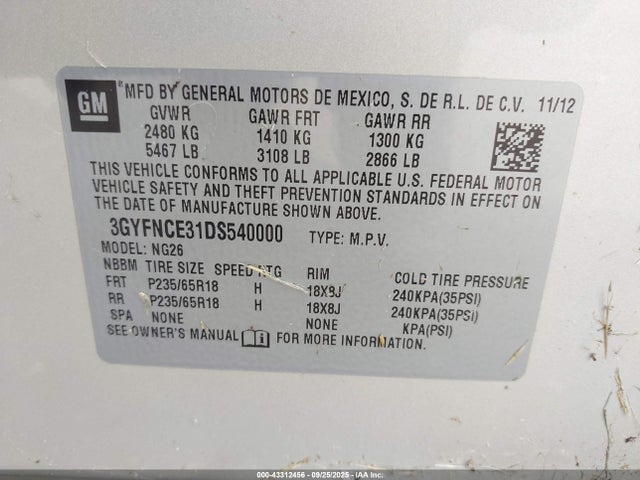 GM
*MFD BY GENERAL MOTORS DE MEXICO, S. DE R.L. DE C.V. 11/12
GVWR GAWR FRT GAWR RR
2480 KG 1410 KG 1300 KG
5467 LB 3108 LB 2866 LB
THIS VEHICLE CONFORMS TO ALL APPLICABLE U.S. FEDERAL MOTOR
VEHICLE SAFETY AND THEFT PREVENTION STANDARDS IN EFFECT ON
THE DATE OF MANUFACTURE SHOWN ABOVE.
3GYFNCE31DS540000 TYPE: M.P.V.
MODEL: NG26
NBBM TIRE SIZE SPEED RTG RIM COLD TIRE PRESSURE
FRT P235/65R18 H 18X8J 240KPA(35PSI)
RR P235/65R18 H 18X8J 240KPA(35PSI)
SPA NONE NONE KPA(PSI)
SEE OWNER'S MANUAL FOR MORE INFORMATION.
000-43312456 - 09/25/2025 - IAAI.COM